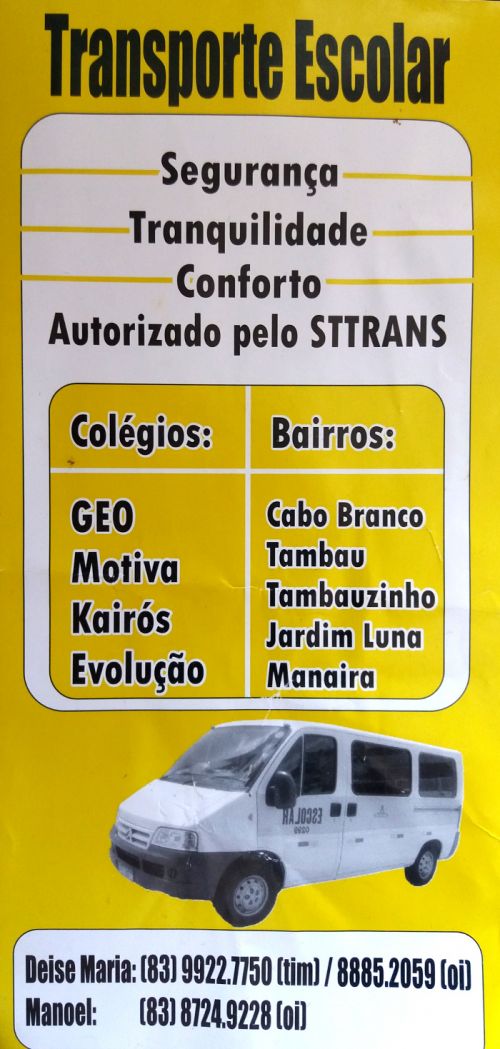 Transporte Escolar
Segurança
Tranquilidade
Conforto
Autorizado pelo STTRANS
Colégios: Bairros:
GEO
Motiva
Kairós
Evolução
Cabo Branco
Tambau
Tambauzinho
Jardim Luna
Manaira
ESCOLAR
Deise Maria: (83) 9922.7750 (tim) / 8885.2059 (oi)
Manoel: (83) 8724.9228 (oi)